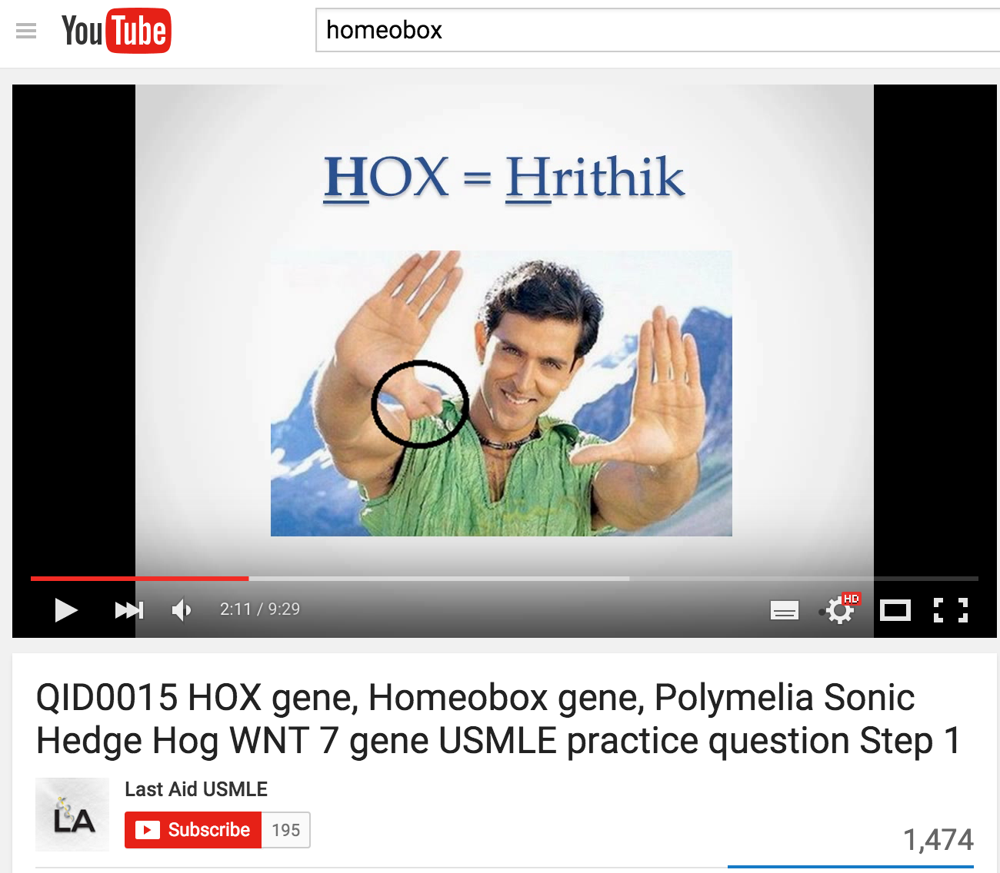 YouTube
homeobox
HOX = Hrithik
2:11 / 9:29
HD
QID0015 HOX gene, Homeobox gene, Polymelia Sonic
Hedge Hog WNT 7 gene USMLE practice question Step 1
LA
Last Aid USMLE
Subscribe 195
1,474